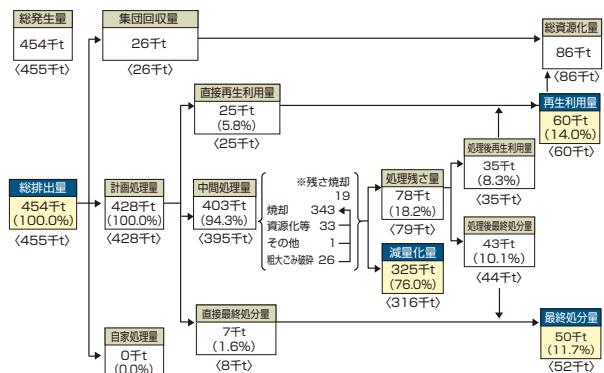 総発生量
454千t
〈455千t〉
集団回収量
26千t
〈26千t〉
総資源化量
86千t
〈86千t〉
直接再生利用量
25千t
(5.8%)
〈25千t〉
再生利用量
60千t
(14.0%)
〈60千t〉
総排出量
454千t
(100.0%)
〈455千t〉
計画処理量
428千t
(100.0%)
〈428千t〉
中間処理量
403千t
(94.3%)
〈395千t〉
※残さ焼却
19
焼却 343
資源化等 33
その他 1
粗大ごみ破砕 26
処理残さ量
78千t
(18.2%)
〈79千t〉
減量化量
325千t
(76.0%)
〈316千t〉
処理後再生利用量
35千t
(8.3%)
〈35千t〉
処理後最終処分量
43千t
(10.1%)
〈44千t〉
自家処理量
0千t
(0.0%)
直接最終処分量
7千t
(1.6%)
〈8千t〉
最終処分量
50千t
(11.7%)
〈52千t〉